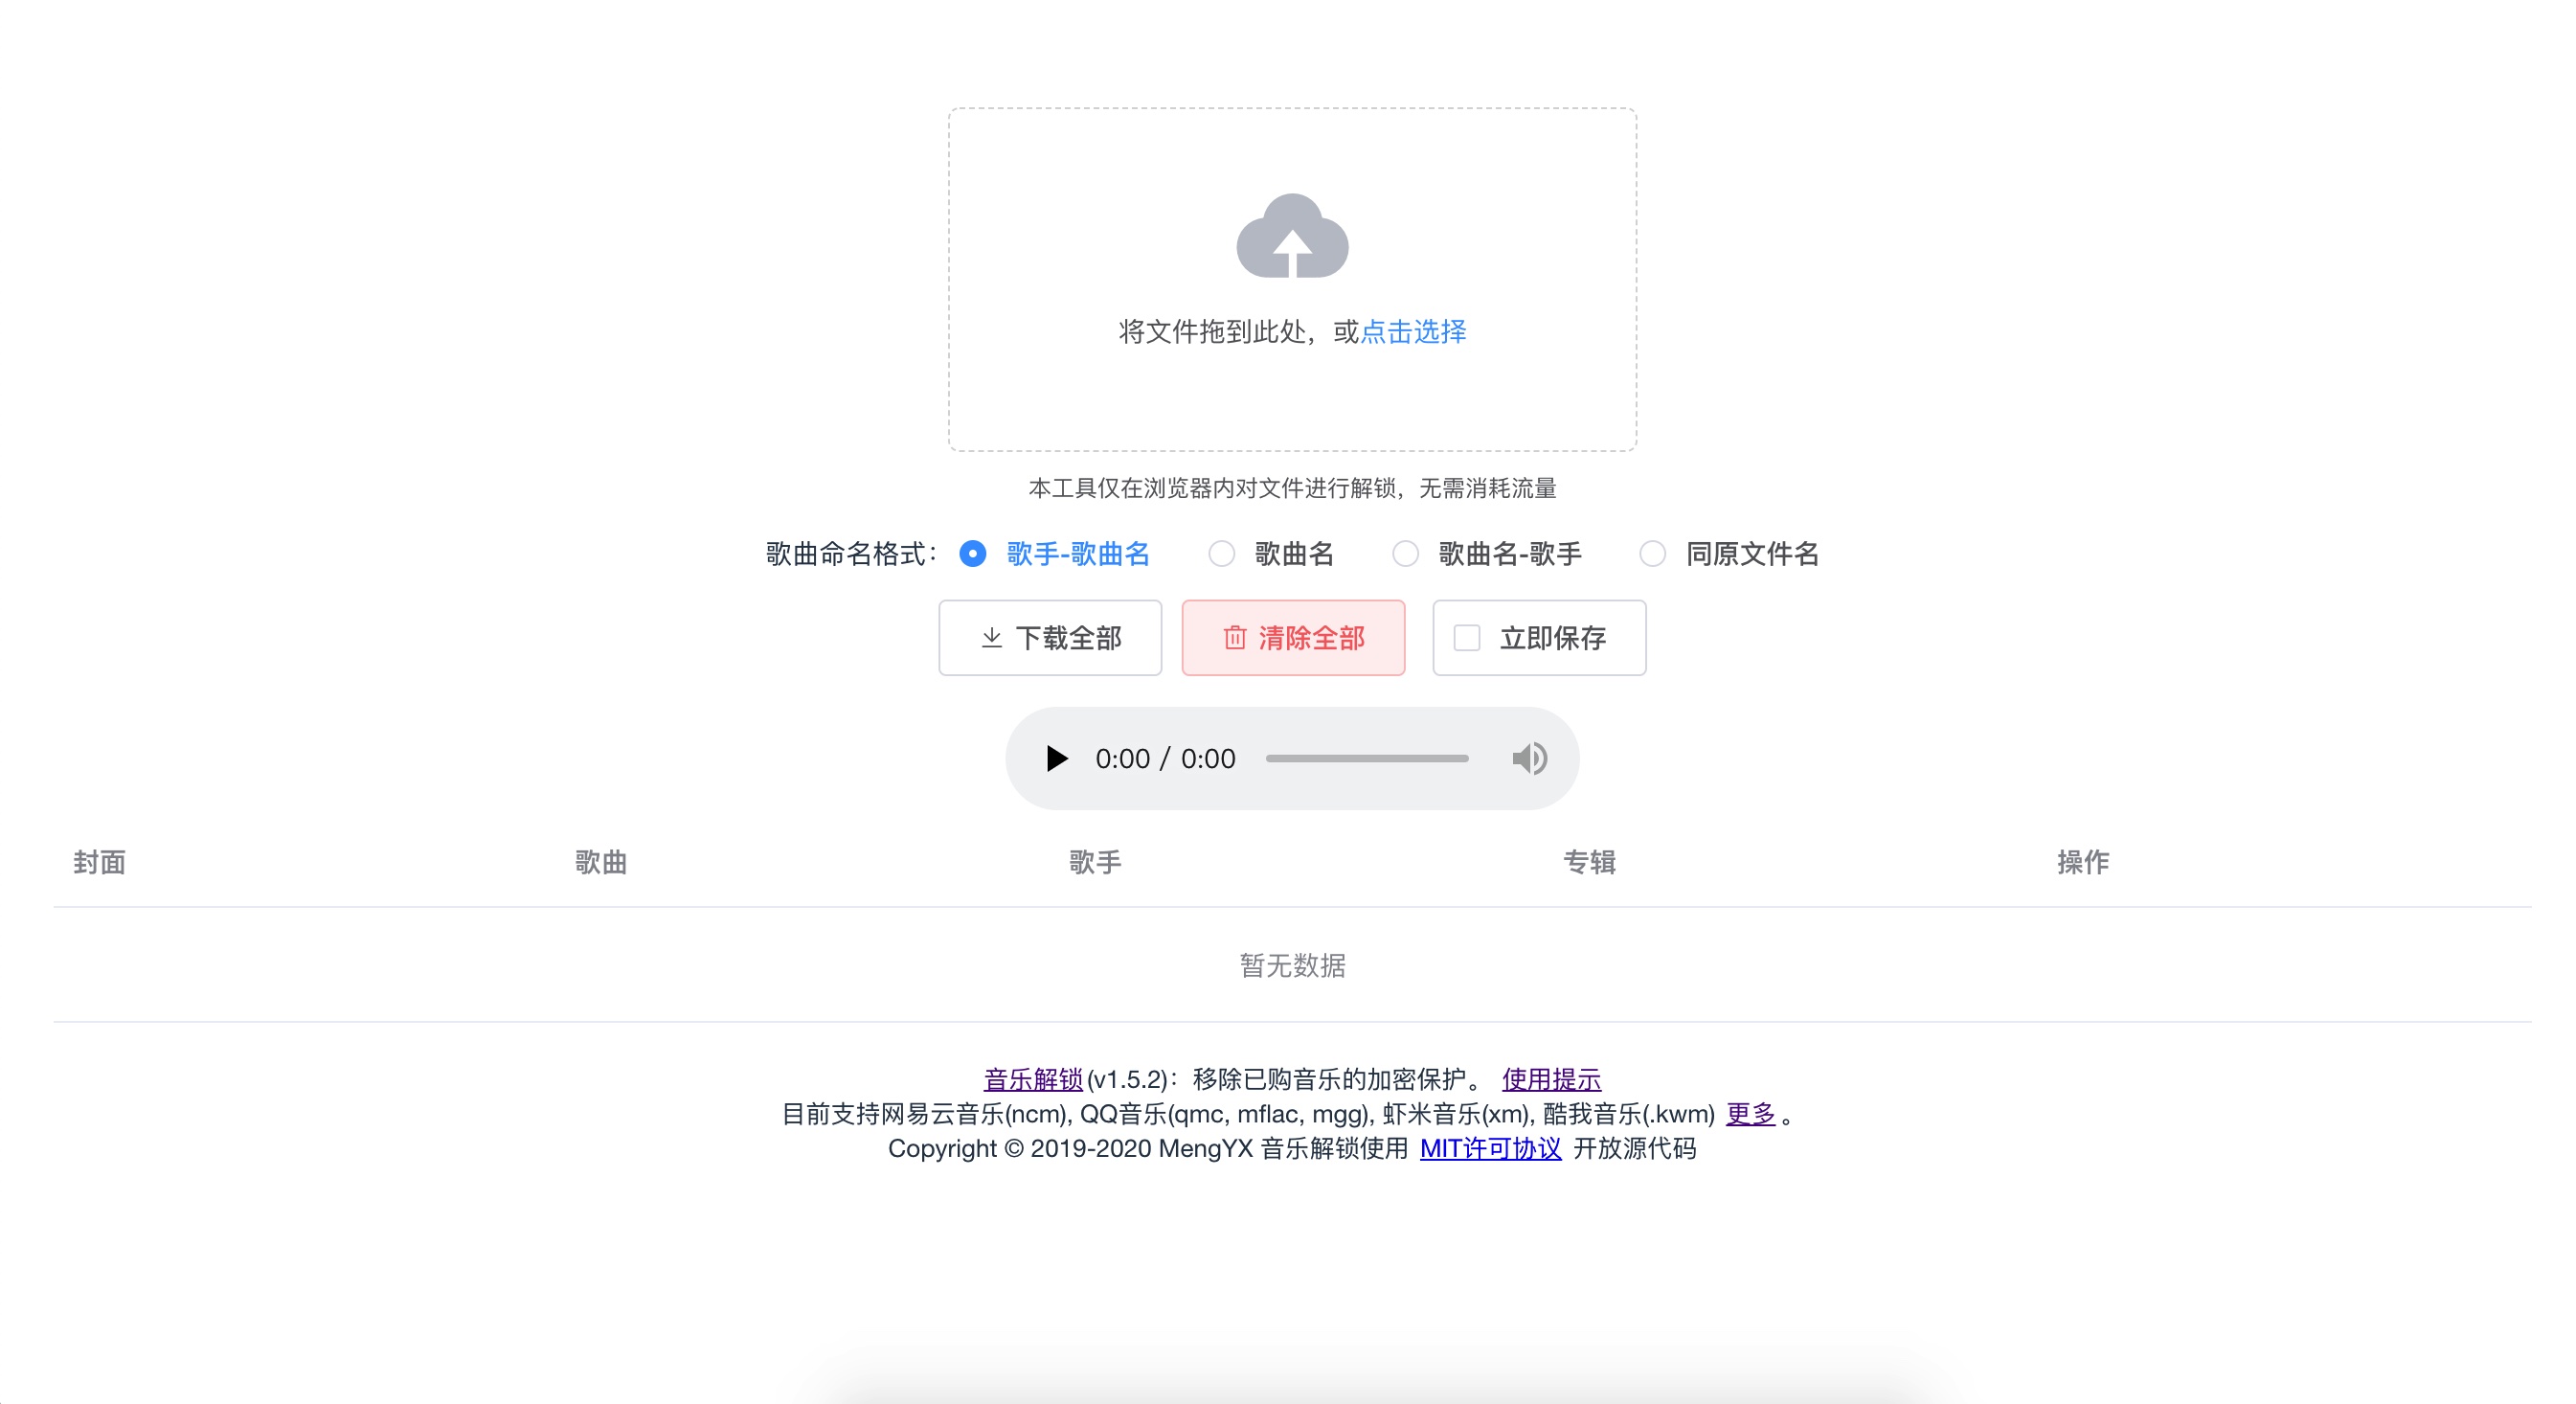 将文件拖到此处，或点击选择
本工具仅在浏览器内对文件进行解锁，无需消耗流量
歌曲命名格式： 歌手-歌曲名 歌曲名 歌曲名-歌手 同原文件名
下载全部 清除全部 立即保存
0:00 / 0:00
封面 歌曲 歌手 专辑 操作
暂无数据
音乐解锁(v1.5.2)：移除已购音乐的加密保护。 使用提示
目前支持网易云音乐(ncm), QQ音乐(qmc, mflac, mgg), 虾米音乐(xm), 酷我音乐(.kwm) 更多。
Copyright © 2019-2020 MengYX 音乐解锁使用 MIT许可协议 开放源代码